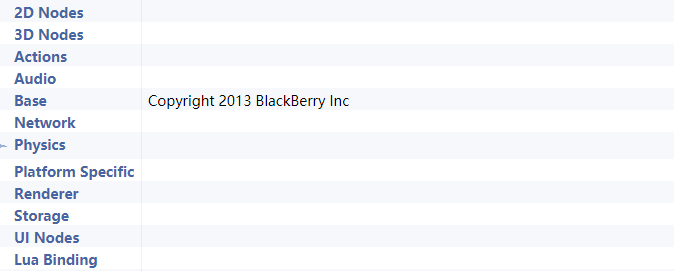 2D Nodes
3D Nodes
Actions
Audio
Base Copyright 2013 BlackBerry Inc
Network
Physics
Platform Specific
Renderer
Storage
UI Nodes
Lua Binding